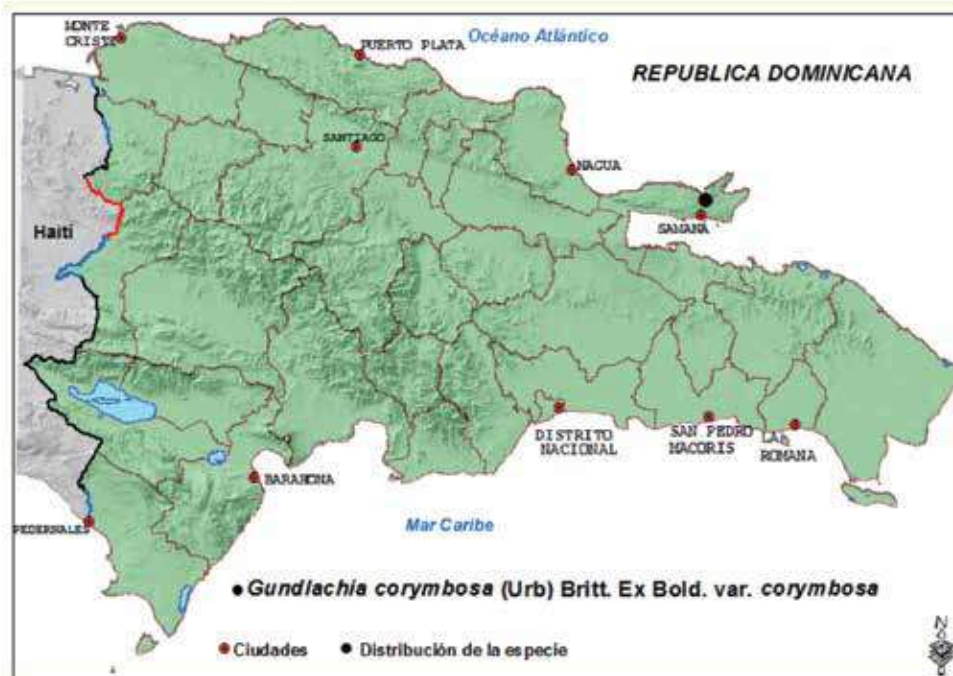 MONTE
CRISTI
PUERTO PLATA
Océano Atlántico
REPUBLICA DOMINICANA
SANTIAGO
NAGUA
Haití
SAMANA
DISTRITO
NACIONAL
SAN PEDRO
MACORIS
LA
ROMANA
BARAHONA
PEDERNALES
Mar Caribe
Gundlachia corymbosa (Urb) Britt. Ex Bold. var. corymbosa
Ciudades
Distribución de la especie
N